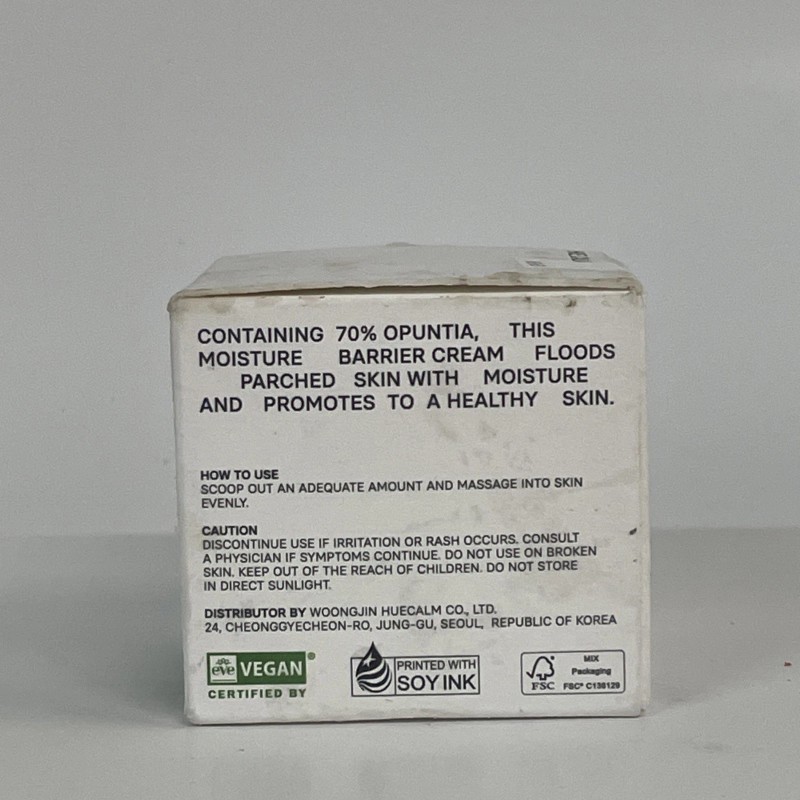 CONTAINING 70% OPUNTIA, THIS
MOISTURE BARRIER CREAM FLOODS
PARCHED SKIN WITH MOISTURE
AND PROMOTES TO A HEALTHY SKIN.
HOW TO USE
SCOOP OUT AN ADEQUATE AMOUNT AND MASSAGE INTO SKIN
EVENLY.
CAUTION
DISCONTINUE USE IF IRRITATION OR RASH OCCURS. CONSULT
A PHYSICIAN IF SYMPTOMS CONTINUE. DO NOT USE ON BROKEN
SKIN. KEEP OUT OF THE REACH OF CHILDREN. DO NOT STORE
IN DIRECT SUNLIGHT.
DISTRIBUTOR BY WOONGJIN HUECALM CO., LTD.
24, CHEONGGYECHEON-RO, JUNG-GU, SEOUL, REPUBLIC OF KOREA
eve VEGAN®
CERTIFIED BY
PRINTED WITH
SOY INK
FSC
MIX
Packaging
FSC® C136129